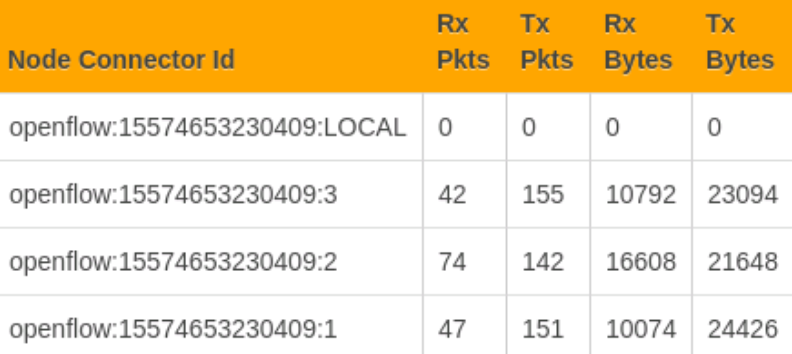 Node Connector Id Rx Pkts Tx Pkts Rx Bytes Tx Bytes
openflow:15574653230409:LOCAL 0 0 0 0
openflow:15574653230409:3 42 155 10792 23094
openflow:15574653230409:2 74 142 16608 21648
openflow:15574653230409:1 47 151 10074 24426